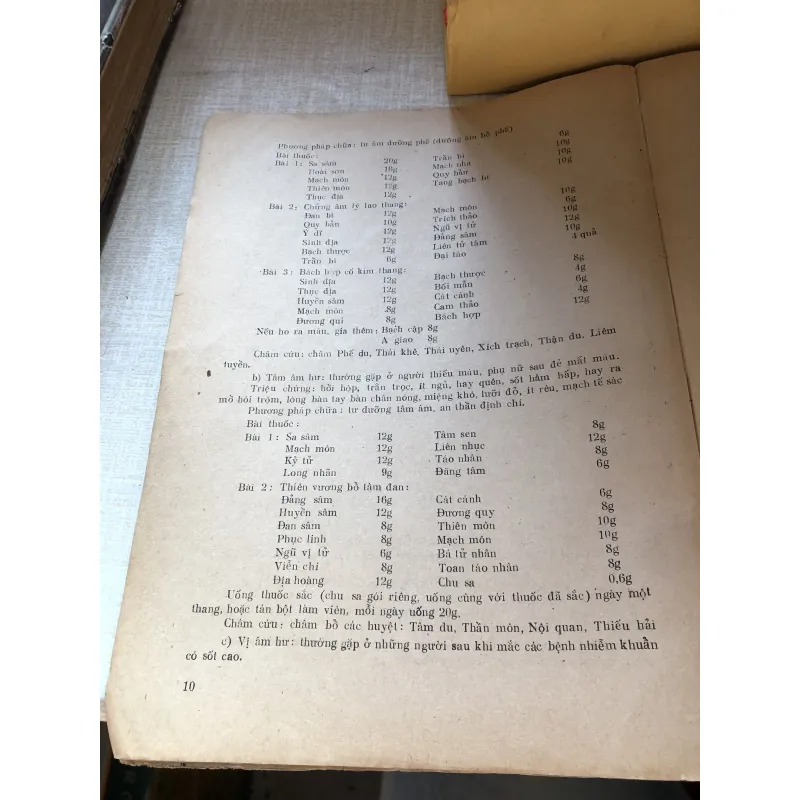 Phương pháp chữa: tư âm dưỡng phế (dưỡng âm bổ phế)
Bài thuốc:
Bài 1: Sa sâm 20g Trần bì 6g
Hoài sơn 16g Mạch nha 10g
Mạch môn 12g Quy bản 10g
Thiên môn 12g Tang bạch bì 10g
Thục địa 12g
Bài 2: Chứng âm lý lao thang:
Đan bì 12g Mạch môn 10g
Quy bản 10g Trích thảo 6g
Ý dĩ 12g Ngũ vị tử 10g
Sinh địa 12g Đảng sâm 12g
Bạch thược 12g Liên tử tâm 10g
Trần bì 6g Đại táo 4 quả
Bài 3: Bách hợp cố kim thang:
Sinh địa 12g Bạch thược 8g
Thục địa 12g Bối mẫn 4g
Huyền sâm 12g Cát cánh 6g
Mạch môn 8g Cam thảo 4g
Đương qui 8g Bách hợp 12g
Nếu ho ra máu, gia thêm: Bạch cập 8g
A giao 8g
Châm cứu: châm Phế du, Thái khê, Thái uyên, Xích trạch, Thận du. Liêm
tuyền.
b) Tâm âm hư: thường gặp ở người thiếu máu, phụ nữ sau đẻ mất máu.
Triệu chứng: hồi hộp, trằn trọc, ít ngủ, hay quên, sốt hâm hấp, hay ra
mồ hôi trộm, lòng bàn tay bàn chân nóng, miệng khó, lưỡi đỏ, ít rêu, mạch tế sác
Phương pháp chữa: tư dưỡng tâm âm, an thần định chí.
Bài thuốc:
Bài 1: Sa sâm 12g Tâm sen 8g
Mạch môn 12g Liên nhục 12g
Kỷ tử 12g Táo nhân 8g
Long nhãn 9g Đăng tâm 6g
Bài 2: Thiên vương bổ tâm đan:
Đảng sâm 16g Cát cánh 6g
Huyền sâm 12g Đương quy 8g
Đan sâm 8g Thiên môn 10g
Phục linh 8g Mạch môn 10g
Ngũ vị tử 6g Bá tử nhân 8g
Viễn chí 8g Toan táo nhân 8g
Địa hoàng 12g Chu sa 0,6g
Uống thuốc sắc (chu sa gói riêng, uống cùng với thuốc đã sắc) ngày một
thang, hoặc tán bột làm viên, mỗi ngày uống 20g.
Châm cứu: châm bổ các huyệt: Tâm du, Thần môn, Nội quan, Thiếu hải
c) Vị âm hư: thường gặp ở những người sau khi mắc các bệnh nhiễm khuẩn
có sốt cao.
10